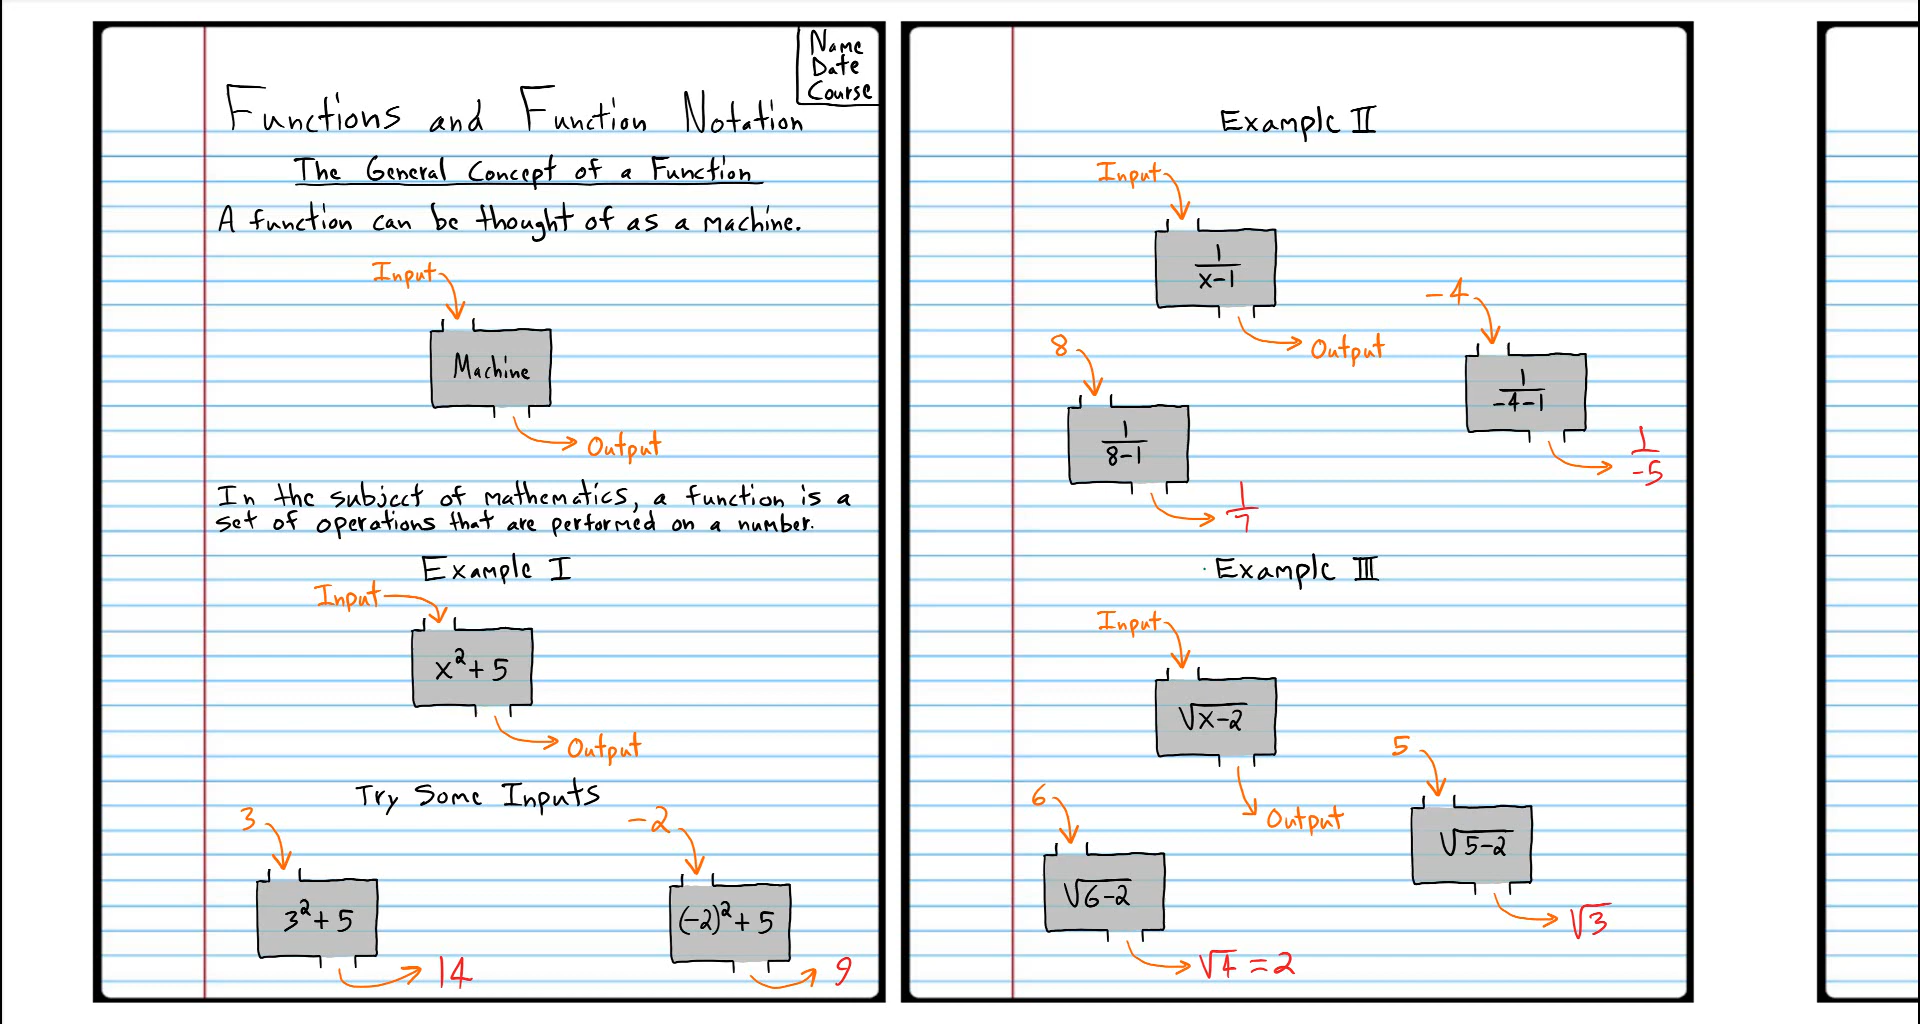 Name
Date
Course
Functions and Function Notation
The General Concept of a Function
A function can be thought of as a machine.
Input
Machine
Output
In the subject of mathematics, a function is a
set of operations that are performed on a number.
Example I
Input
x² + 5
Output
Try Some Inputs
3
3² + 5
14
-2
(-2)² + 5
9
Example II
Input
1/(x-1)
Output
8
1/(8-1)
1/7
-4
1/(-4-1)
1/-5
Example III
Input
√(x-2)
Output
6
√(6-2)
√4 = 2
5
√(5-2)
√3